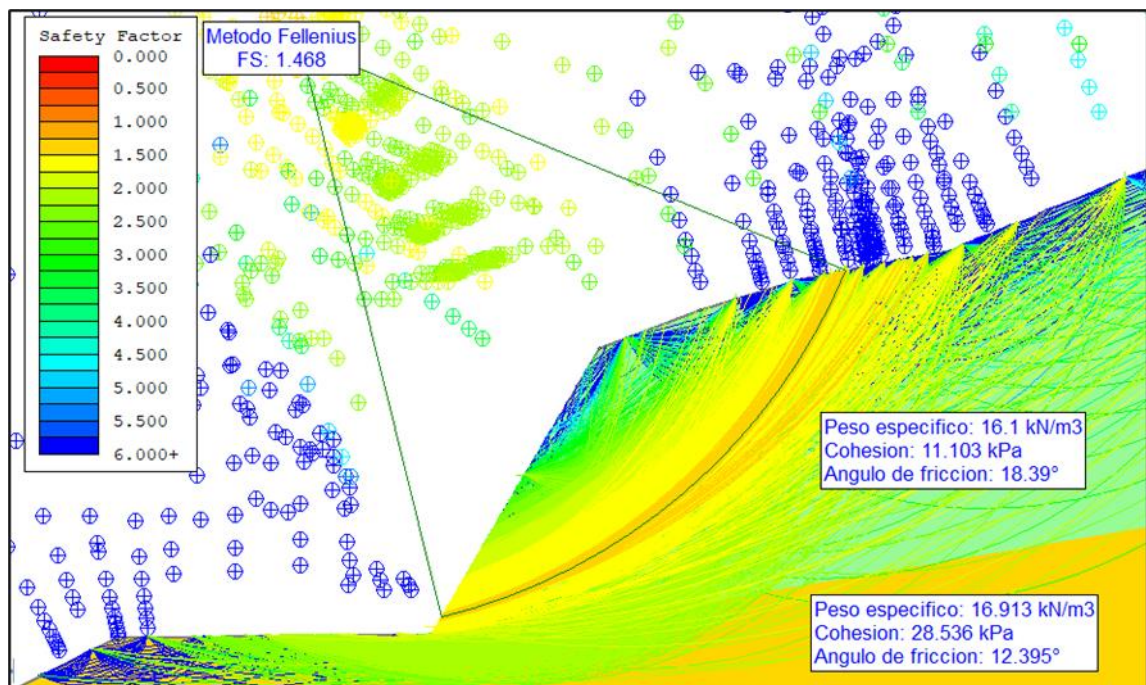 Safety Factor
0.000
0.500
1.000
1.500
2.000
2.500
3.000
3.500
4.000
4.500
5.000
5.500
6.000+
Metodo Fellenius
FS: 1.468
Peso especifico: 16.1 kN/m3
Cohesion: 11.103 kPa
Angulo de friccion: 18.39°
Peso especifico: 16.913 kN/m3
Cohesion: 28.536 kPa
Angulo de friccion: 12.395°